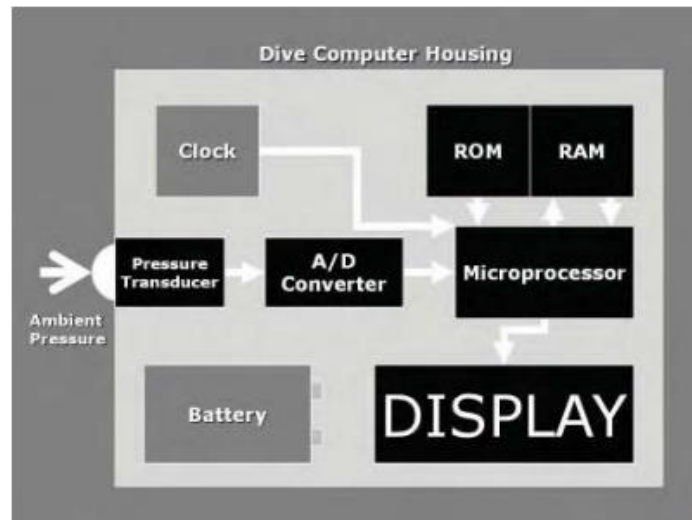 Dive Computer Housing
Clock
ROM
RAM
Pressure
Transducer
A/D
Converter
Microprocessor
Ambient
Pressure
Battery
DISPLAY